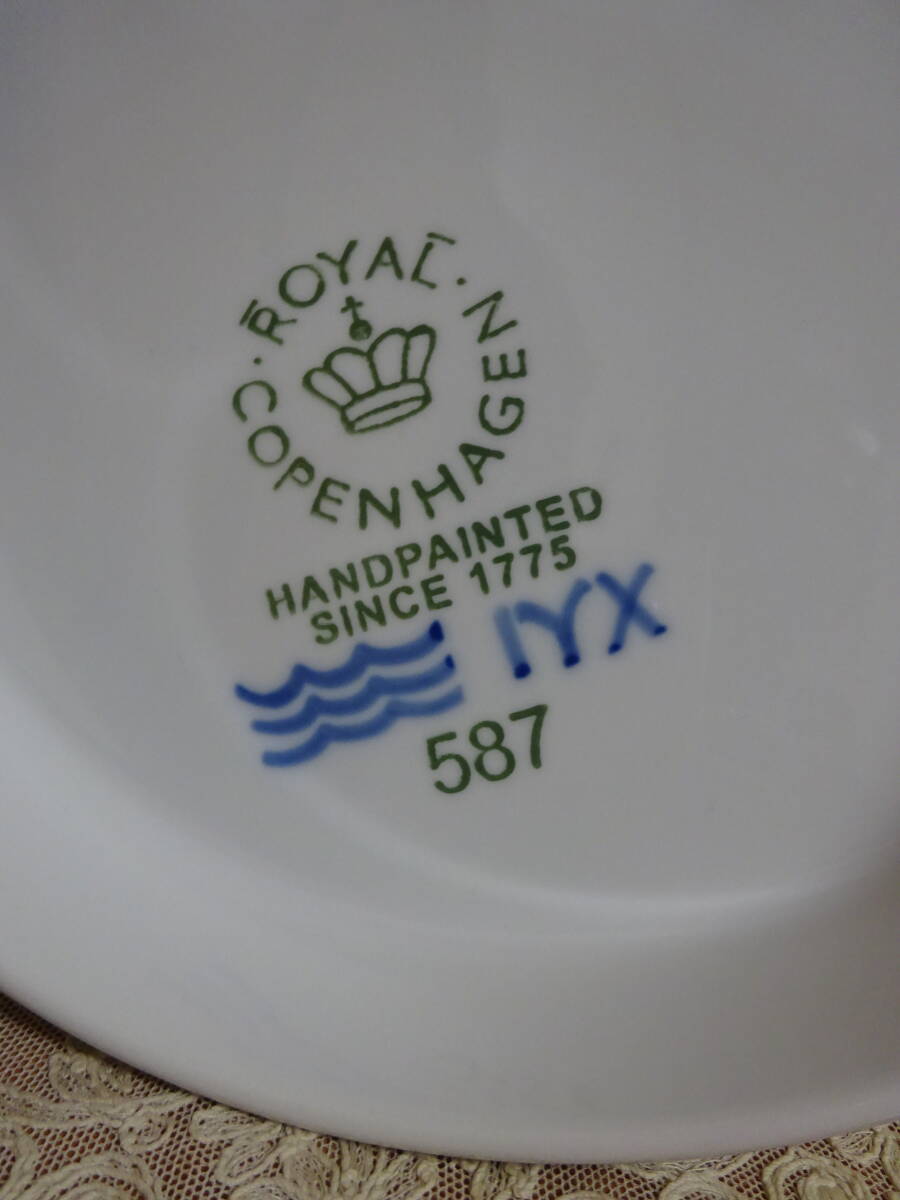 ROYAL · COPENHAGEN ·
HANDPAINTED
SINCE 1775
IYX
587